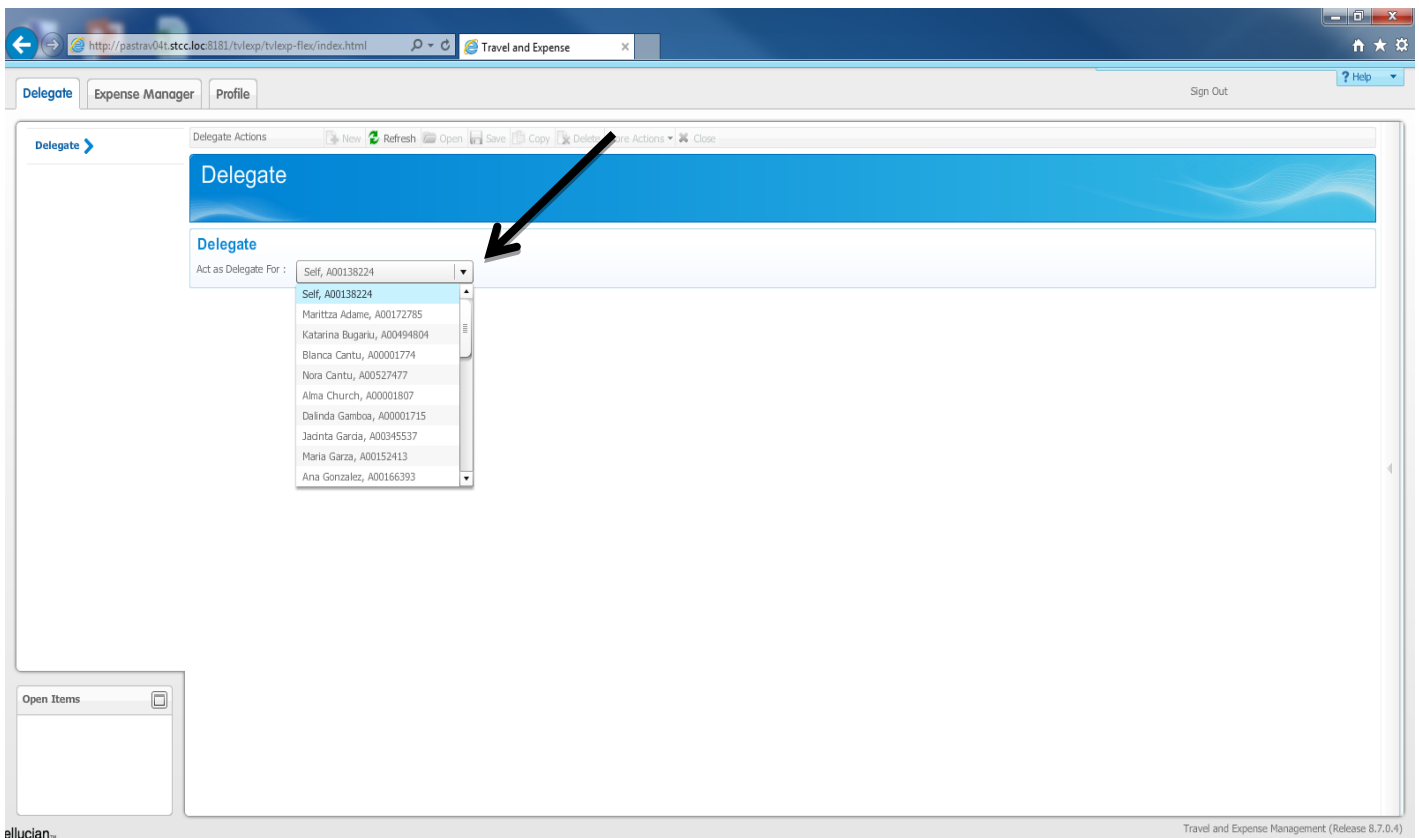 http://pastrav04t.stcc.loc:8181/tvlexp/tvlexp-flex/index.html Travel and Expense
Delegate Expense Manager Profile Sign Out ? Help
Delegate
Delegate Actions New Refresh Open Save Copy Delete Actions Close
Delegate
Delegate
Act as Delegate For : Self, A00138224
Self, A00138224
Marittza Adame, A00172785
Katarina Bugariu, A00494804
Blanca Cantu, A00001774
Nora Cantu, A00527477
Alma Church, A00001807
Dalinda Gamboa, A00001715
Jacinta Garcia, A00345537
Maria Garza, A00152413
Ana Gonzalez, A00166393
Open Items
ellucian™
Travel and Expense Management (Release 8.7.0.4)